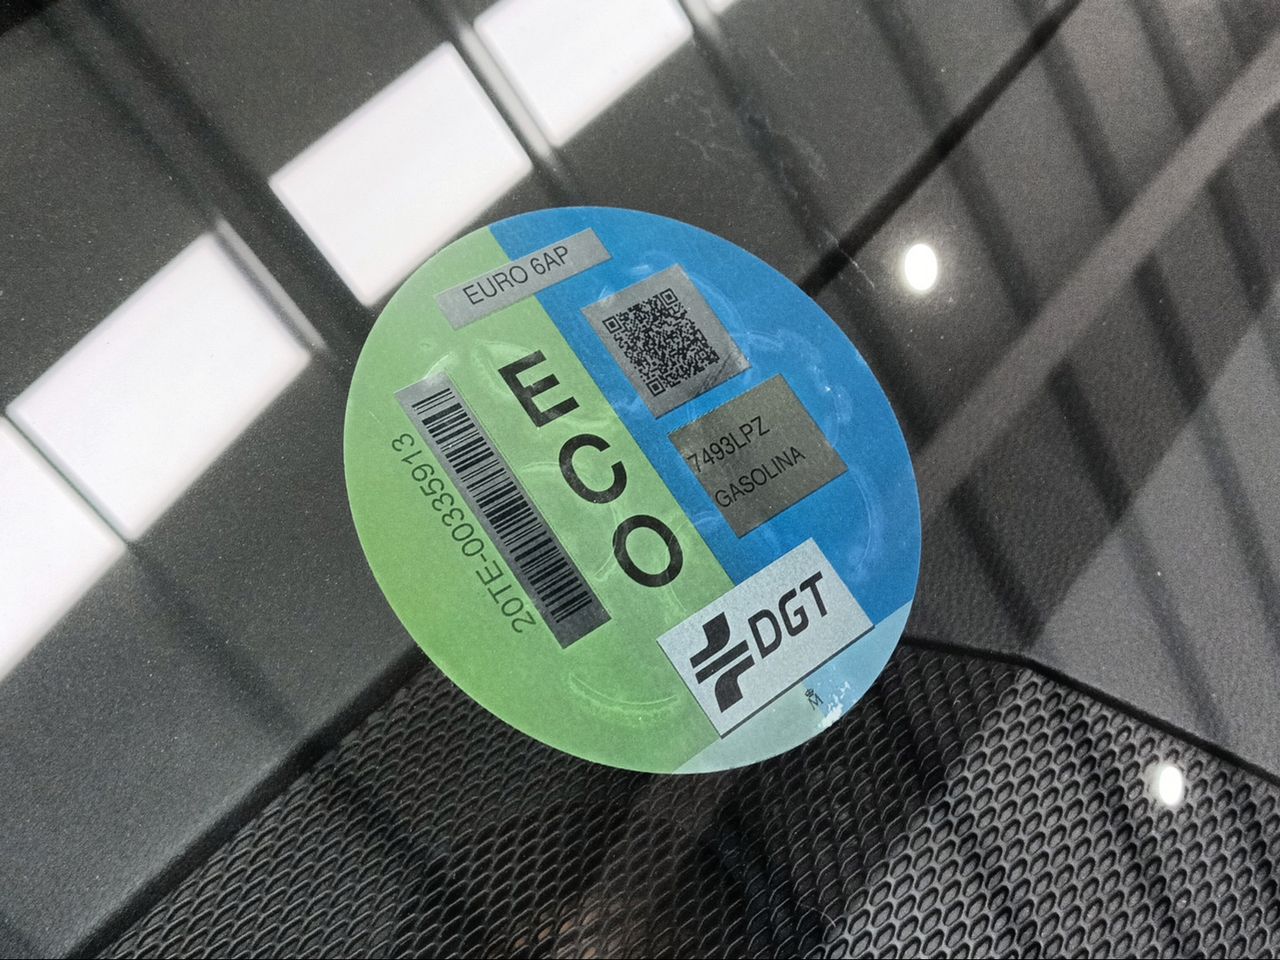 EURO 6AP
ECO
20TE-00335913
7493LPZ
GASOLINA
DGT
M